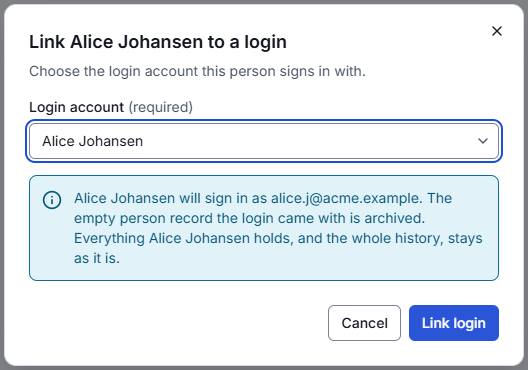 Link Alice Johansen to a login
Choose the login account this person signs in with.
Login account (required)
Alice Johansen
Alice Johansen will sign in as alice.j@acme.example. The
empty person record the login came with is archived.
Everything Alice Johansen holds, and the whole history, stays
as it is.
Cancel
Link login